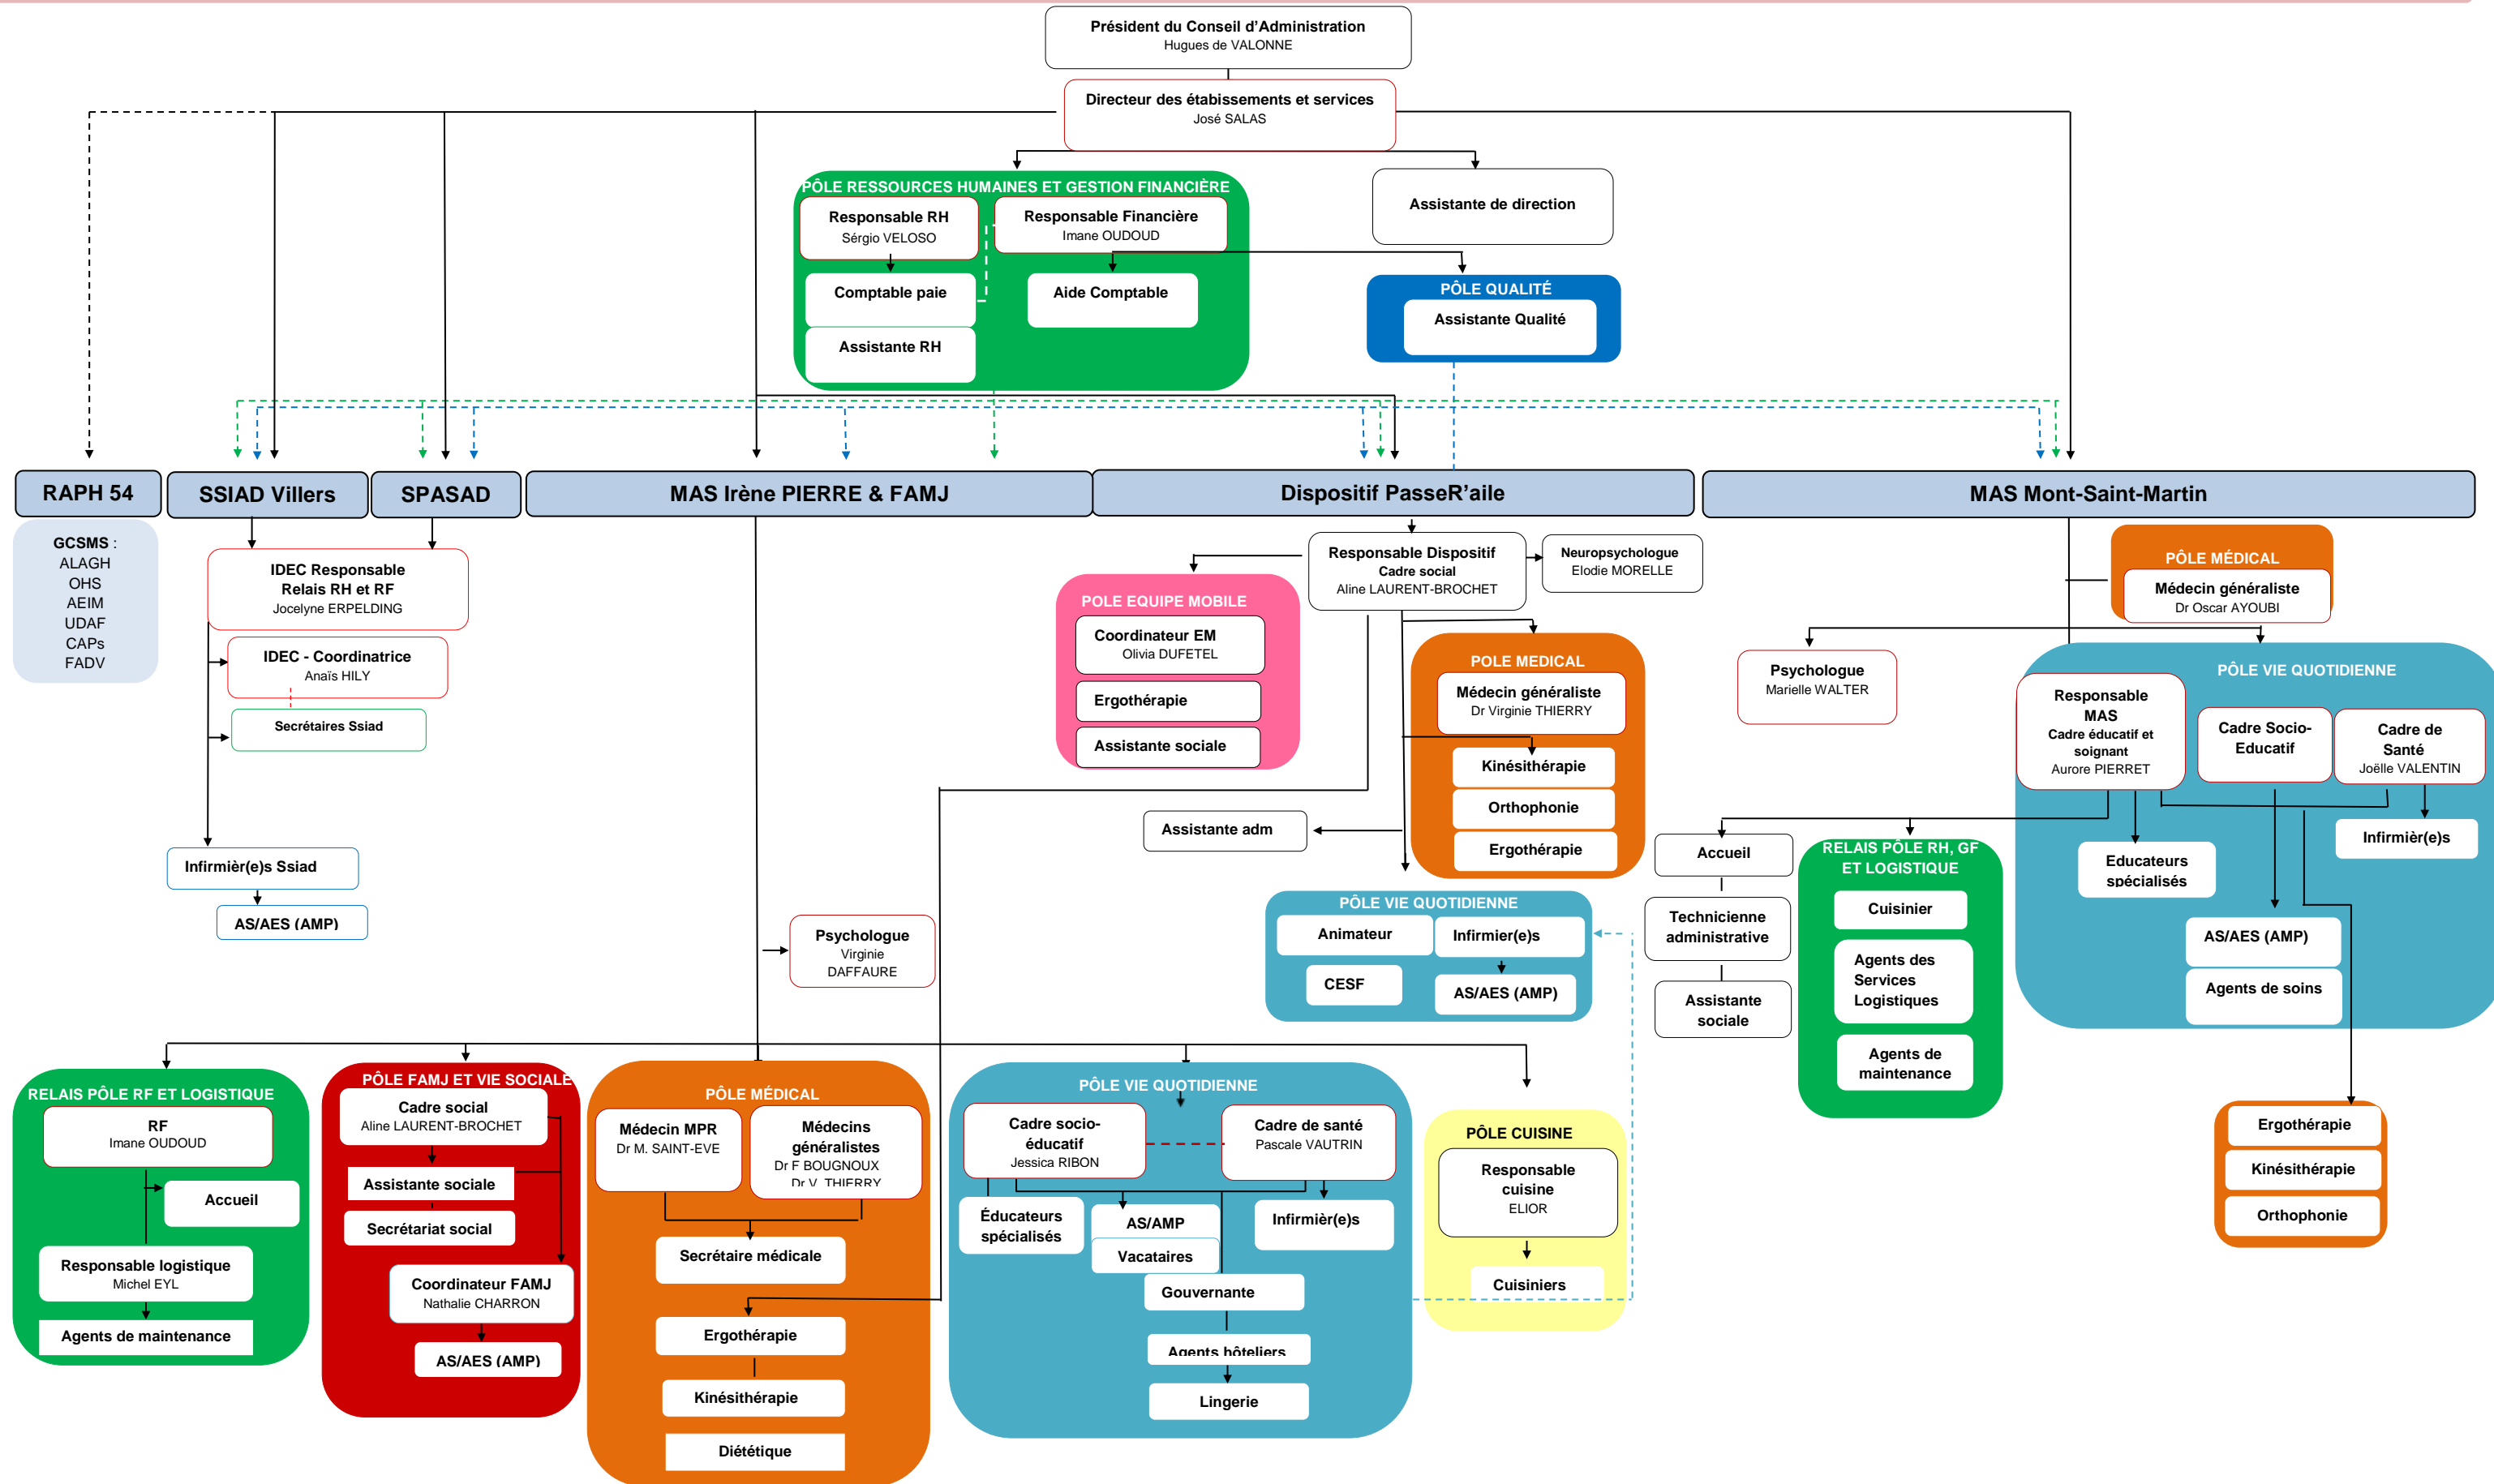 Président du Conseil d’Administration
Hugues de VALONNE
Directeur des étabissements et services
José SALAS
PÔLE RESSOURCES HUMAINES ET GESTION FINANCIÈRE
Responsable RH
Sérgio VELOSO
Responsable Financière
Imane OUDOUD
Comptable paie
Aide Comptable
Assistante RH
Assistante de direction
PÔLE QUALITÉ
Assistante Qualité
RAPH 54
SSIAD Villers
SPASAD
MAS Irène PIERRE & FAMJ
Dispositif PasseR’aile
MAS Mont-Saint-Martin
GCSMS :
ALAGH
OHS
AEIM
UDAF
CAPs
FADV
IDEC Responsable
Relais RH et RF
Jocelyne ERPELDING
IDEC - Coordinatrice
Anaïs HILY
Secrétaires Ssiad
Infirmièr(e)s Ssiad
AS/AES (AMP)
Psychologue
Virginie
DAFFAURE
Responsable Dispositif
Cadre social
Aline LAURENT-BROCHET
Neuropsychologue
Elodie MORELLE
POLE EQUIPE MOBILE
Coordinateur EM
Olivia DUFETEL
Ergothérapie
Assistante sociale
POLE MEDICAL
Médecin généraliste
Dr Virginie THIERRY
Kinésithérapie
Orthophonie
Ergothérapie
Assistante adm
PÔLE VIE QUOTIDIENNE
Animateur
Infirmier(e)s
CESF
AS/AES (AMP)
PÔLE MÉDICAL
Médecin généraliste
Dr Oscar AYOUBI
Psychologue
Marielle WALTER
PÔLE VIE QUOTIDIENNE
Responsable
MAS
Cadre éducatif et
soignant
Aurore PIERRET
Cadre Socio-
Educatif
Cadre de
Santé
Joëlle VALENTIN
Infirmièr(e)s
Educateurs
spécialisés
AS/AES (AMP)
Agents de soins
Accueil
Technicienne
administrative
Assistante
sociale
RELAIS PÔLE RH, GF
ET LOGISTIQUE
Cuisinier
Agents des
Services
Logistiques
Agents de
maintenance
Ergothérapie
Kinésithérapie
Orthophonie
RELAIS PÔLE RF ET LOGISTIQUE
RF
Imane OUDOUD
Accueil
Responsable logistique
Michel EYL
Agents de maintenance
PÔLE FAMJ ET VIE SOCIALE
Cadre social
Aline LAURENT-BROCHET
Assistante sociale
Secrétariat social
Coordinateur FAMJ
Nathalie CHARRON
AS/AES (AMP)
PÔLE MÉDICAL
Médecin MPR
Dr M. SAINT-EVE
Médecins
généralistes
Dr F BOUGNOUX
Dr V. THIERRY
Secrétaire médicale
Ergothérapie
Kinésithérapie
Diététique
PÔLE VIE QUOTIDIENNE
Cadre socio-
éducatif
Jessica RIBON
Cadre de santé
Pascale VAUTRIN
Éducateurs
spécialisés
AS/AMP
Vacataires
Infirmièr(e)s
Gouvernante
Agents hôteliers
Lingerie
PÔLE CUISINE
Responsable
cuisine
ELIOR
Cuisiniers